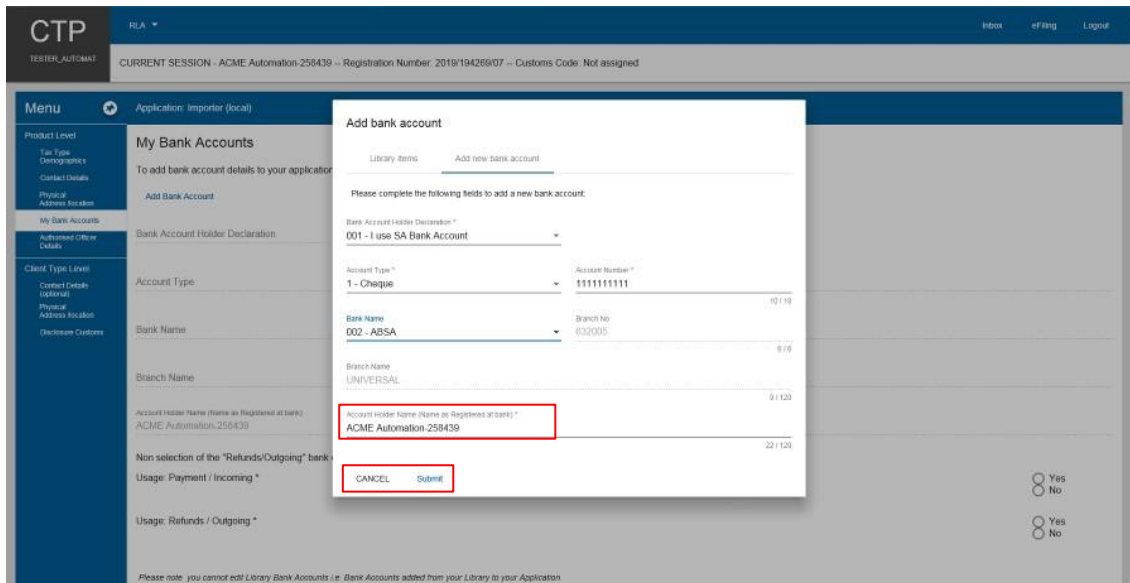 CTP
RLA
Inbox eFiling Logout
TESTER_AUTOMAT
CURRENT SESSION - ACME Automation-258439 -- Registration Number: 2019/194269/07 -- Customs Code: Not assigned
Menu
Application: Importer (local)
Product Level
Tax Type
Demographics
Contact Details
Physical
Address location
My Bank Accounts
Authorised Officer
Details
Client Type Level
Contact Details
(optional)
Physical
Address location
Disclosure Customs
My Bank Accounts
To add bank account details to your application
Add Bank Account
Bank Account Holder Declaration
Account Type
Bank Name
Branch Name
Account Holder Name (Name as Registered at bank)
ACME Automation-258439
Non selection of the "Refunds/Outgoing" bank
Usage: Payment / Incoming *
Yes
No
Usage: Refunds / Outgoing *
Yes
No
Please note you cannot edit Library Bank Accounts i.e. Bank Accounts added from your Library to your Application
Add bank account
Library Items Add new bank account
Please complete the following fields to add a new bank account:
Bank Account Holder Declaration *
001 - I use SA Bank Account
Account Type * Account Number *
1 - Cheque 1111111111
10 / 18
Bank Name Branch No
002 - ABSA 632005
6 / 6
Branch Name
UNIVERSAL
9 / 120
Account Holder Name (Name as Registered at bank) *
ACME Automation-258439
22 / 120
CANCEL Submit